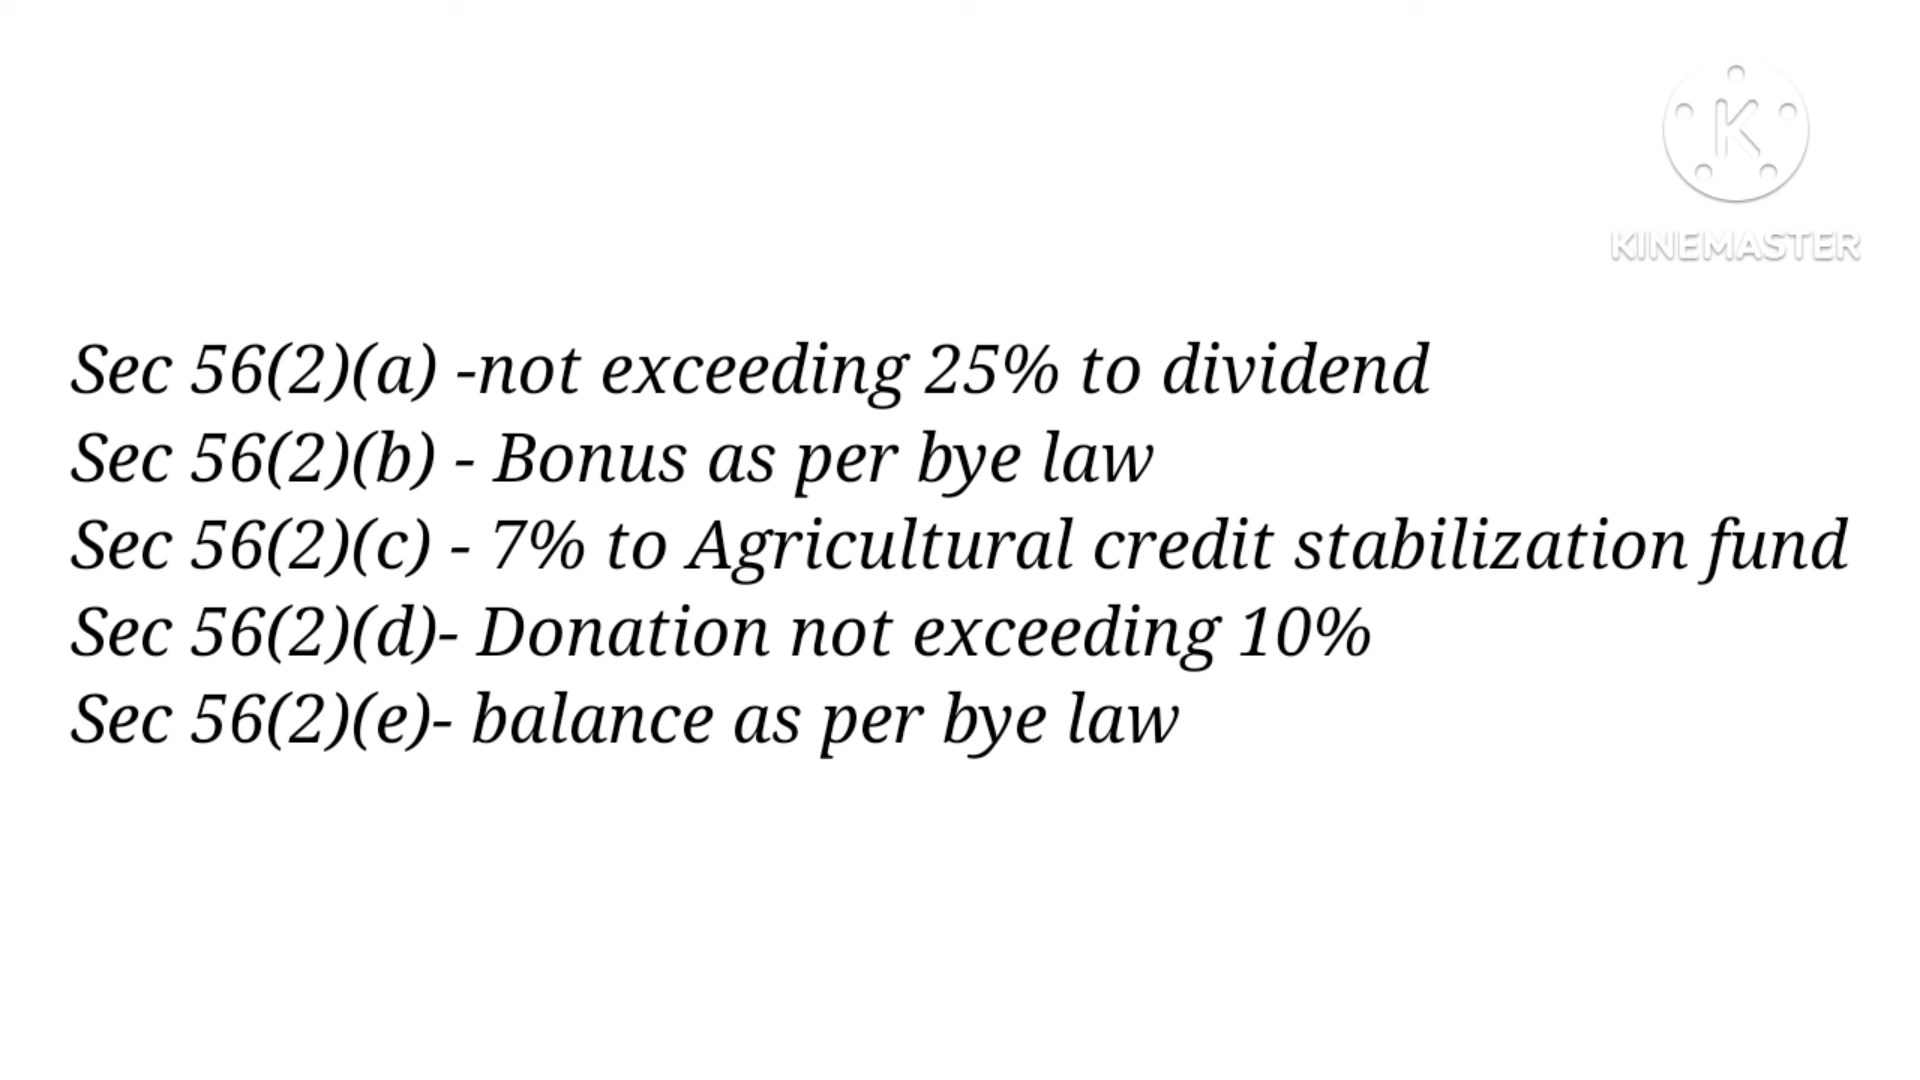 K
KINEMASTER
Sec 56(2)(a) -not exceeding 25% to dividend
Sec 56(2)(b) - Bonus as per bye law
Sec 56(2)(c) - 7% to Agricultural credit stabilization fund
Sec 56(2)(d)- Donation not exceeding 10%
Sec 56(2)(e)- balance as per bye law